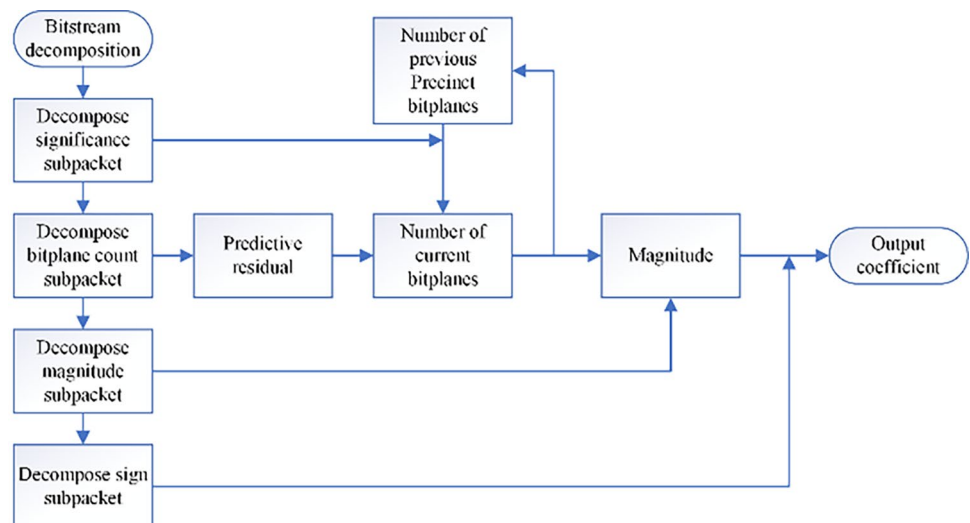 Bitstream
decomposition
Number of
previous
Precinct
bitplanes
Decompose
significance
subpacket
Decompose
bitplane count
subpacket
Predictive
residual
Number of
current
bitplanes
Magnitude
Output
coefficient
Decompose
magnitude
subpacket
Decompose sign
subpacket